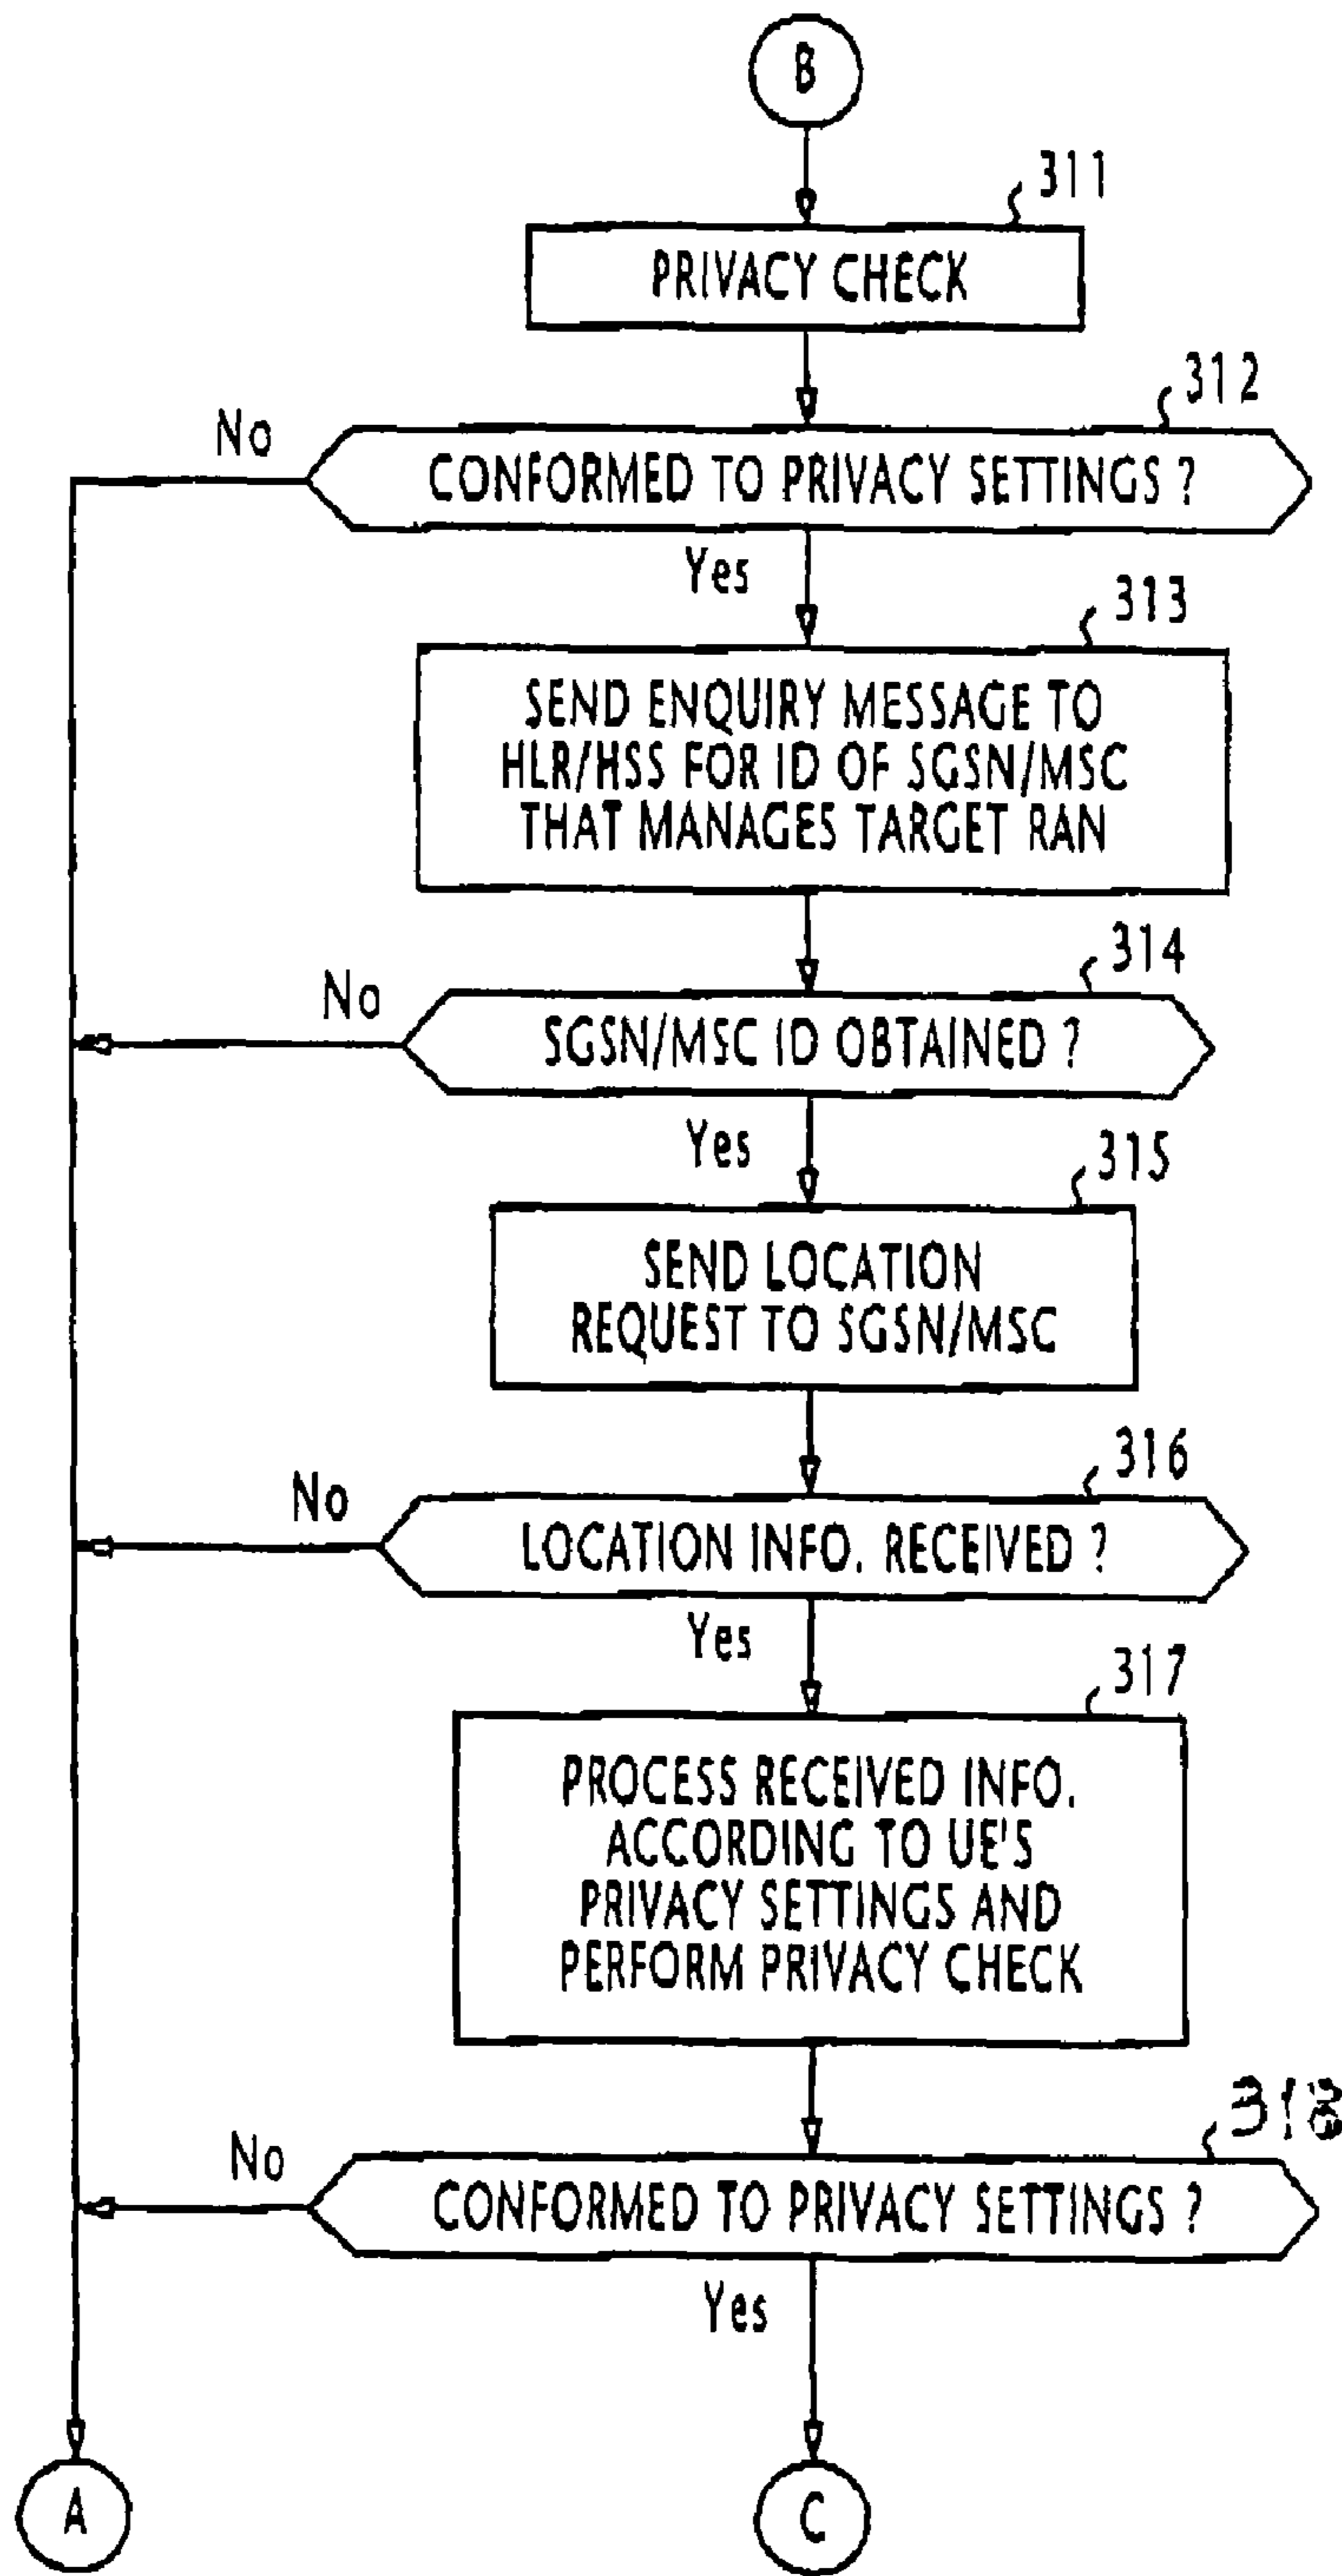 B
311
PRIVACY CHECK
312
No
CONFORMED TO PRIVACY SETTINGS ?
Yes
313
SEND ENQUIRY MESSAGE TO
HLR/HSS FOR ID OF SGSN/MSC
THAT MANAGES TARGET RAN
314
No
SGSN/MSC ID OBTAINED ?
Yes
315
SEND LOCATION
REQUEST TO SGSN/MSC
316
No
LOCATION INFO. RECEIVED ?
Yes
317
PROCESS RECEIVED INFO.
ACCORDING TO UE'S
PRIVACY SETTINGS AND
PERFORM PRIVACY CHECK
318
No
CONFORMED TO PRIVACY SETTINGS ?
Yes
A
C